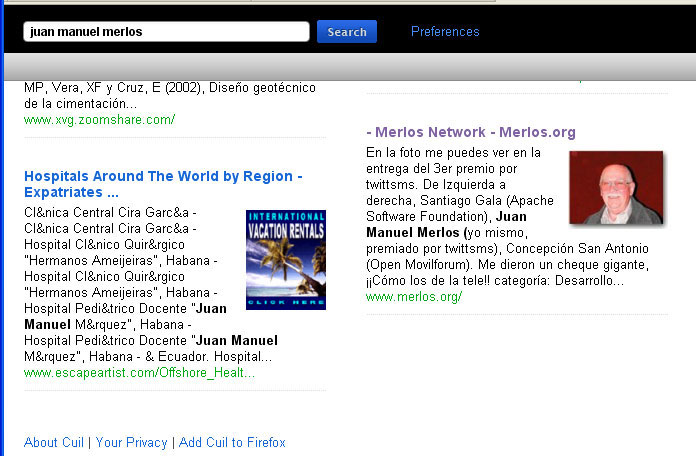 juan manuel merlos
Search
Preferences
MP, Vera, XF y Cruz, E (2002), Diseño geotécnico
de la cimentación...
www.xvg.zoomshare.com/
Hospitals Around The World by Region -
Expatriates ...
Cl&nica Central Cira Garc&a -
Cl&nica Central Cira Garc&a -
Hospital Cl&nico Quir&rgico
"Hermanos Ameijeiras", Habana -
Hospital Cl&nico Quir&rgico
"Hermanos Ameijeiras", Habana -
Hospital Pedi&trico Docente "Juan
Manuel M&rquez", Habana -
Hospital Pedi&trico Docente "Juan Manuel
M&rquez", Habana - & Ecuador. Hospital...
www.escapeartist.com/Offshore_Healt...
INTERNATIONAL
VACATION RENTALS
CLICK HERE
- Merlos Network - Merlos.org
En la foto me puedes ver en la
entrega del 3er premio por
twittsms. De Izquierda a
derecha, Santiago Gala (Apache
Software Foundation), Juan
Manuel Merlos (yo mismo,
premiado por twittsms), Concepción San Antonio
(Open Movilforum). Me dieron un cheque gigante,
¡¡Cómo los de la tele!! categoría: Desarrollo...
www.merlos.org/
About Cuil | Your Privacy | Add Cuil to Firefox